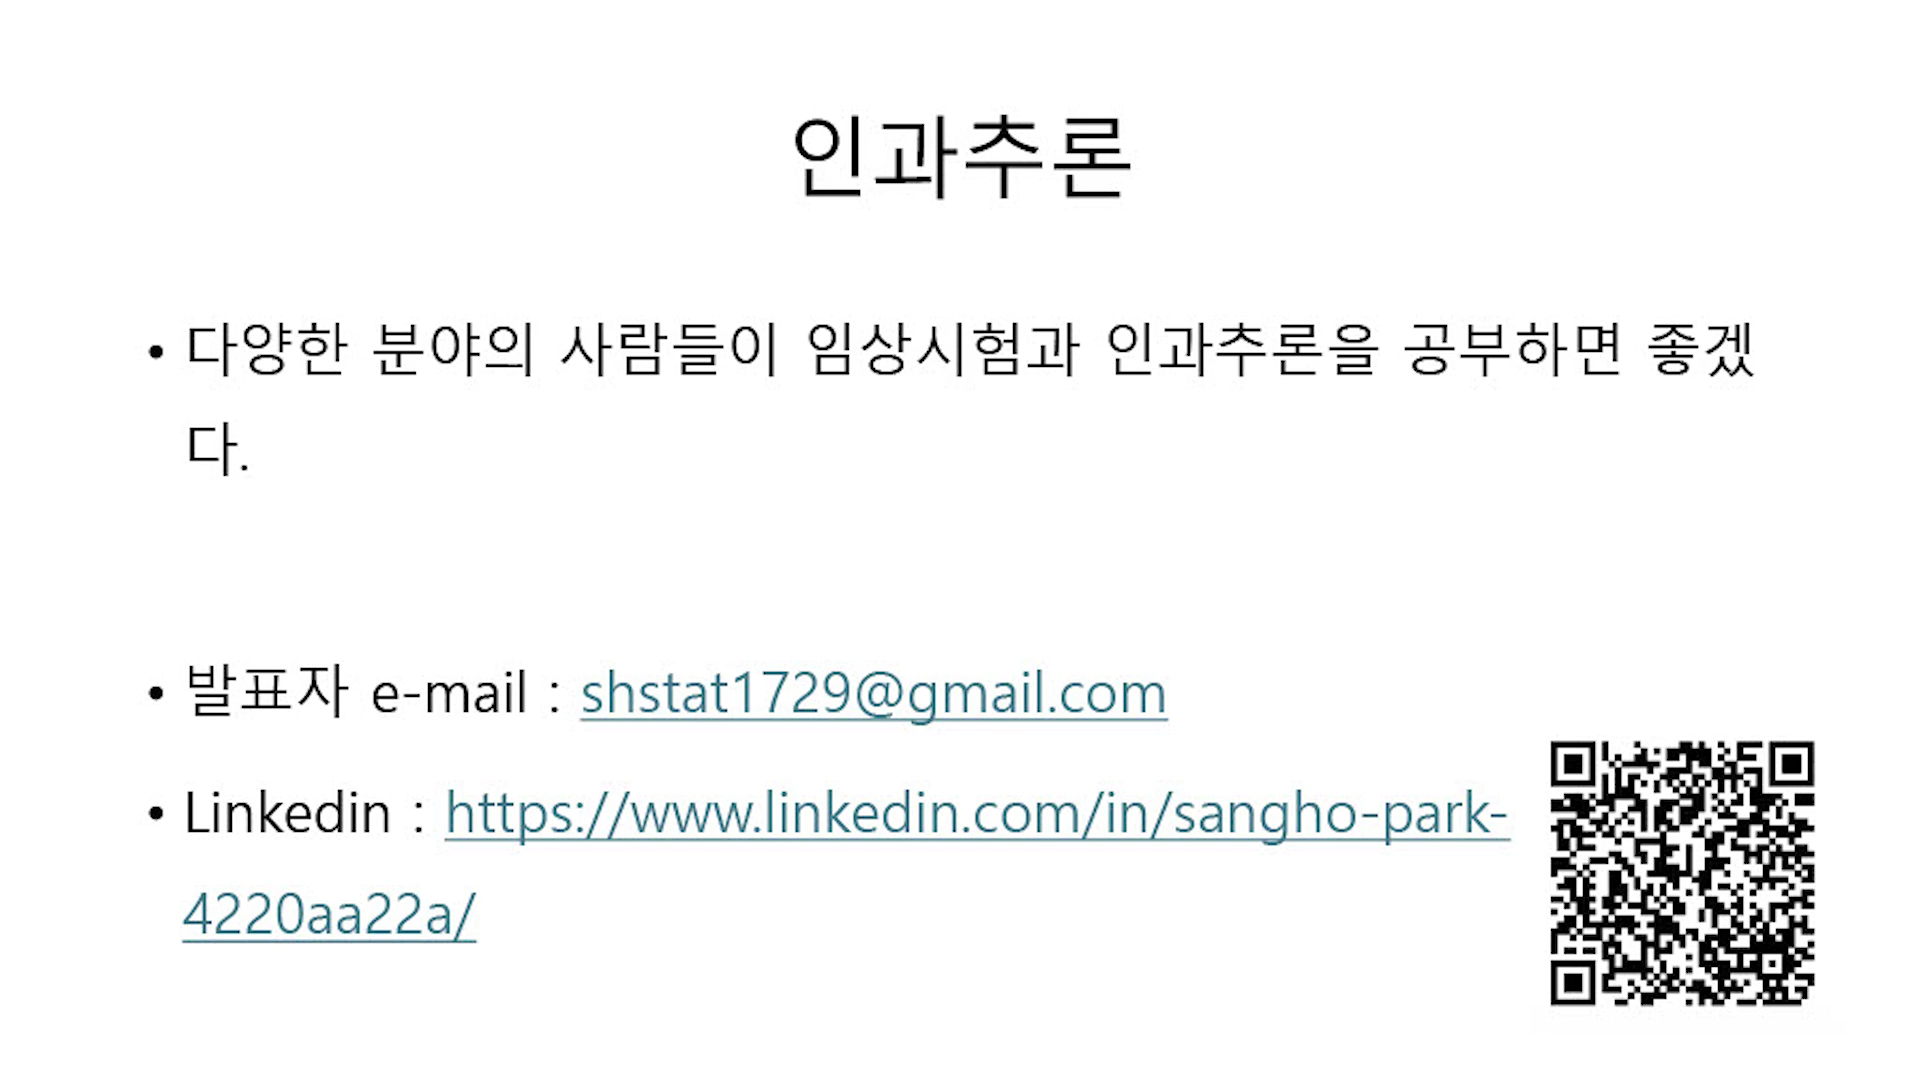 인과추론
• 다양한 분야의 사람들이 임상시험과 인과추론을 공부하면 좋겠
다.
• 발표자 e-mail : shstat1729@gmail.com
• Linkedin : https://www.linkedin.com/in/sangho-park-
4220aa22a/